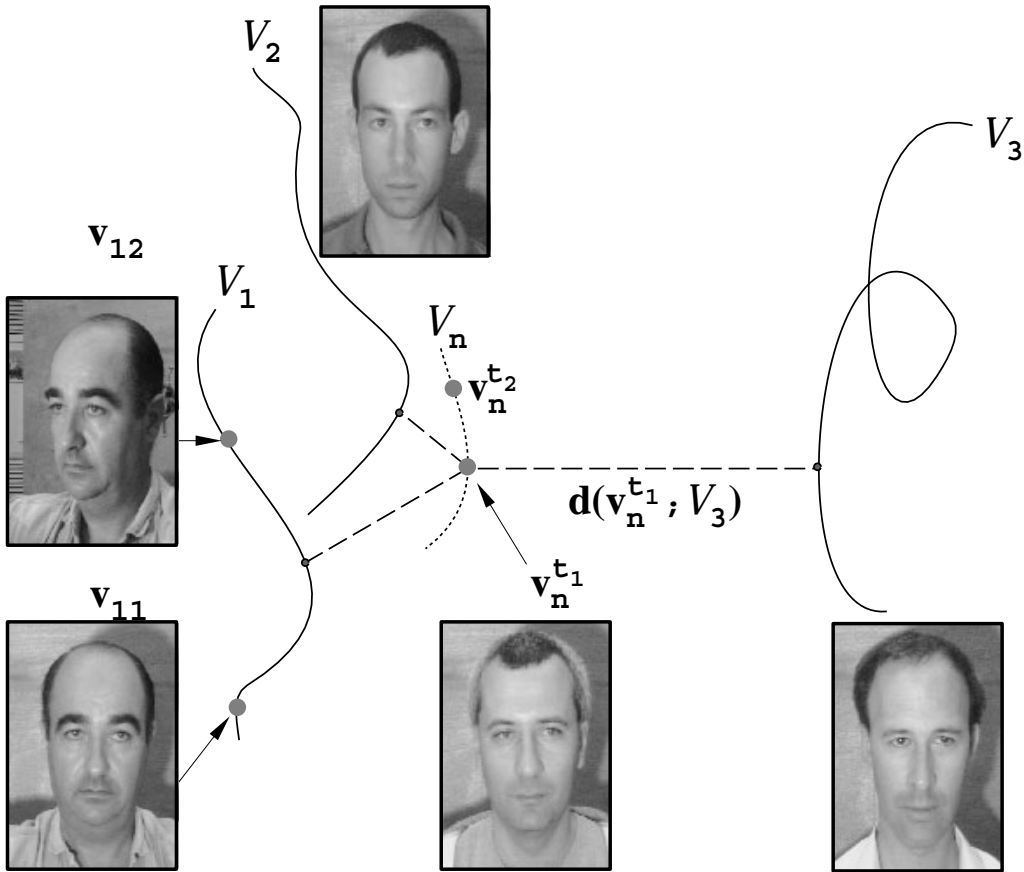 V₂
V₃
v₁₂
V₁
Vₙ
vₙᵗ²
d(vₙᵗ¹; V₃)
vₙᵗ¹
v₁₁